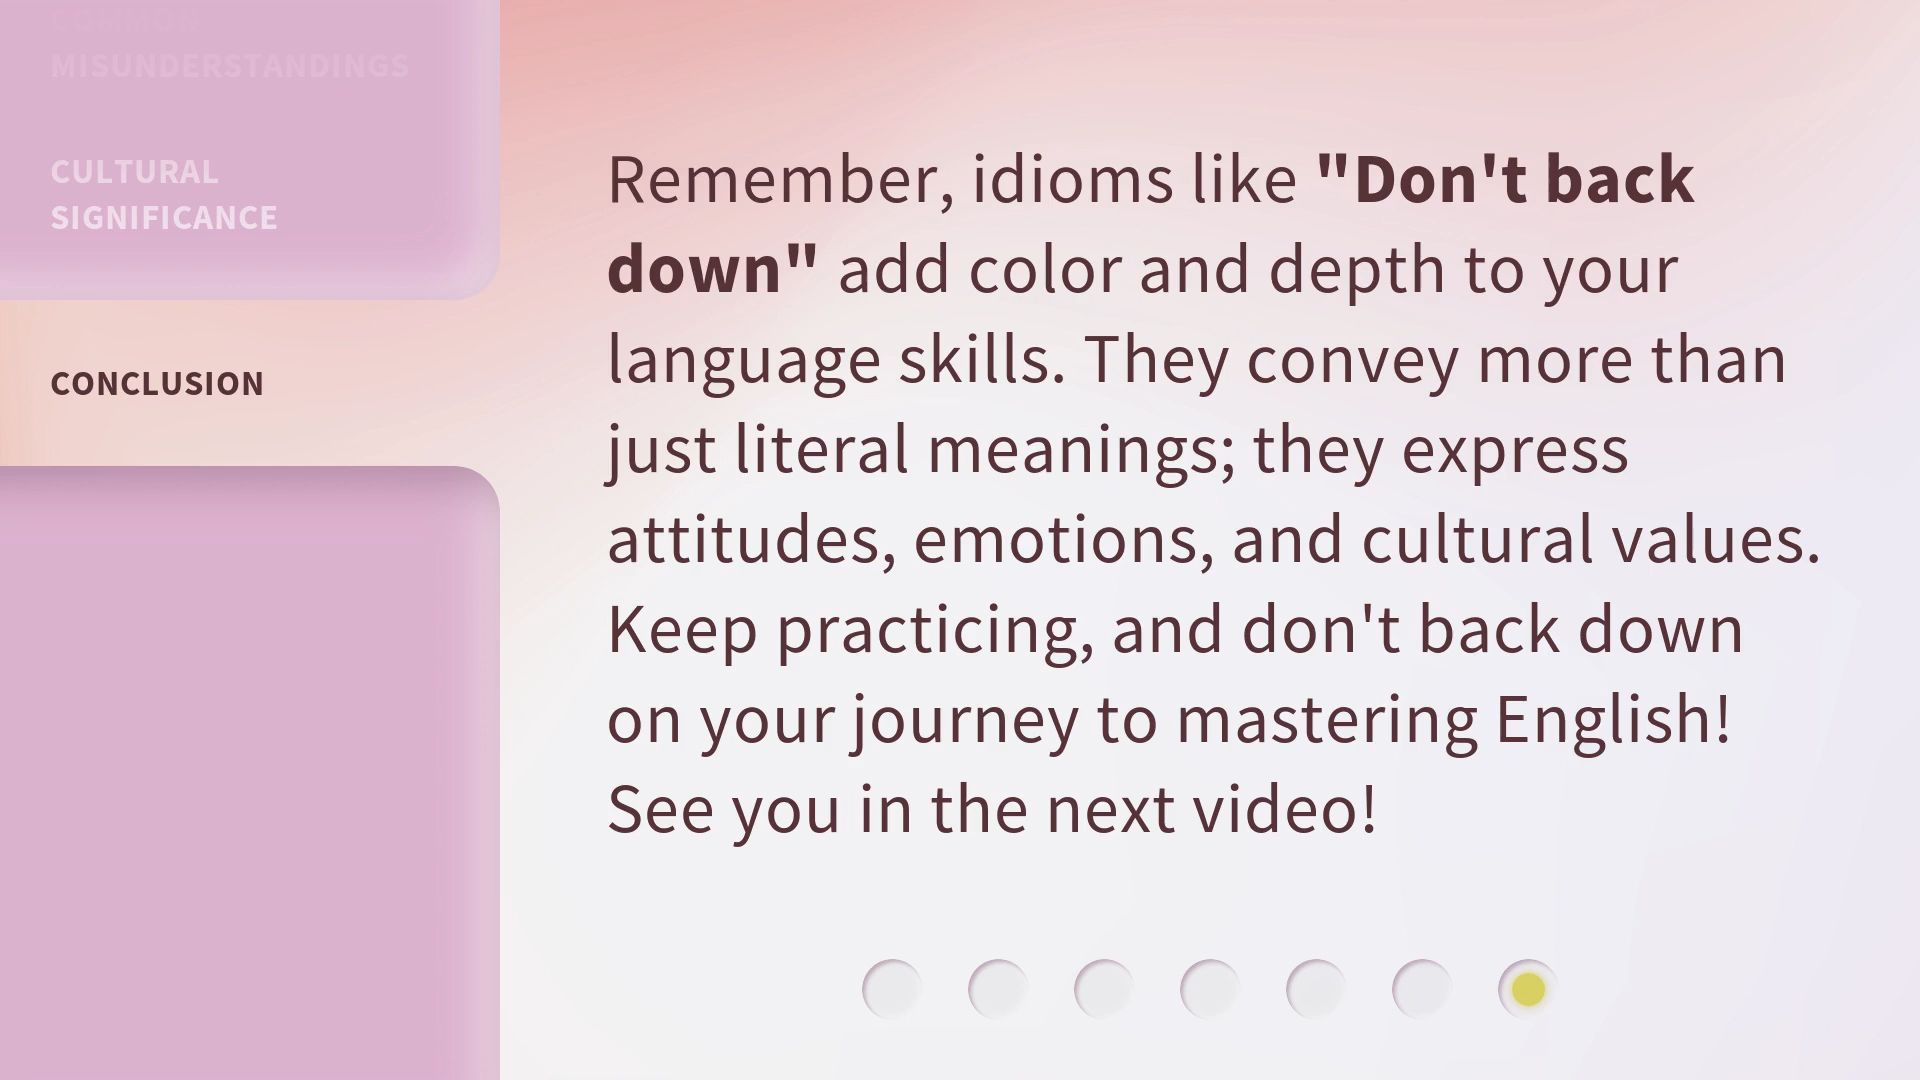 COMMON
MISUNDERSTANDINGS
CULTURAL
SIGNIFICANCE
CONCLUSION
Remember, idioms like "Don't back
down" add color and depth to your
language skills. They convey more than
just literal meanings; they express
attitudes, emotions, and cultural values.
Keep practicing, and don't back down
on your journey to mastering English!
See you in the next video!